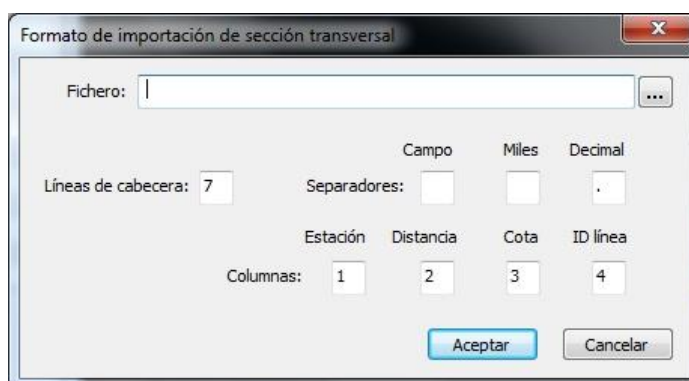 Formato de importación de sección transversal
Fichero:
...
Campo Miles Decimal
Líneas de cabecera: 7 Separadores: .
Estación Distancia Cota ID línea
Columnas: 1 2 3 4
Aceptar Cancelar